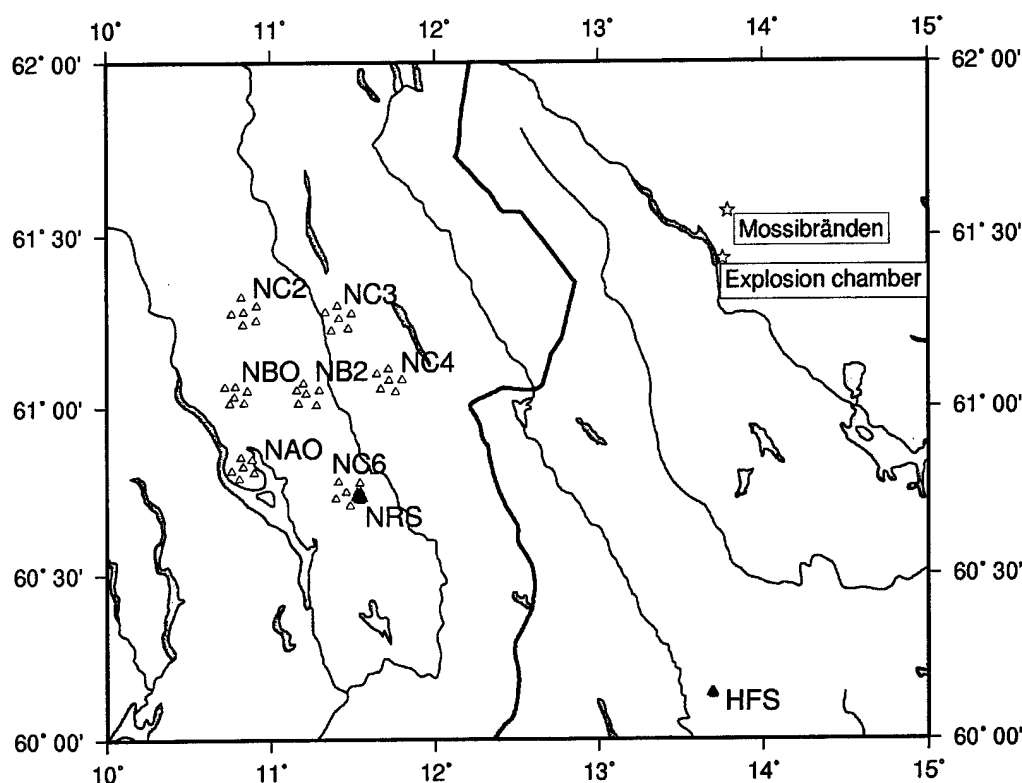 10° 11° 12° 13° 14° 15°
62° 00' 62° 00'
61° 30' 61° 30'
Mossibränden
Explosion chamber
NC2 NC3
NBO NB2 NC4
61° 00' 61° 00'
NAO NC6
NRS
60° 30' 60° 30'
HFS
60° 00' 60° 00'
10° 11° 12° 13° 14° 15°